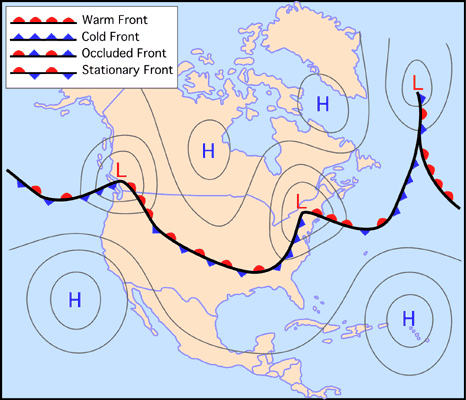 Warm Front
Cold Front
Occluded Front
Stationary Front
L
H
H
L
L
H
H